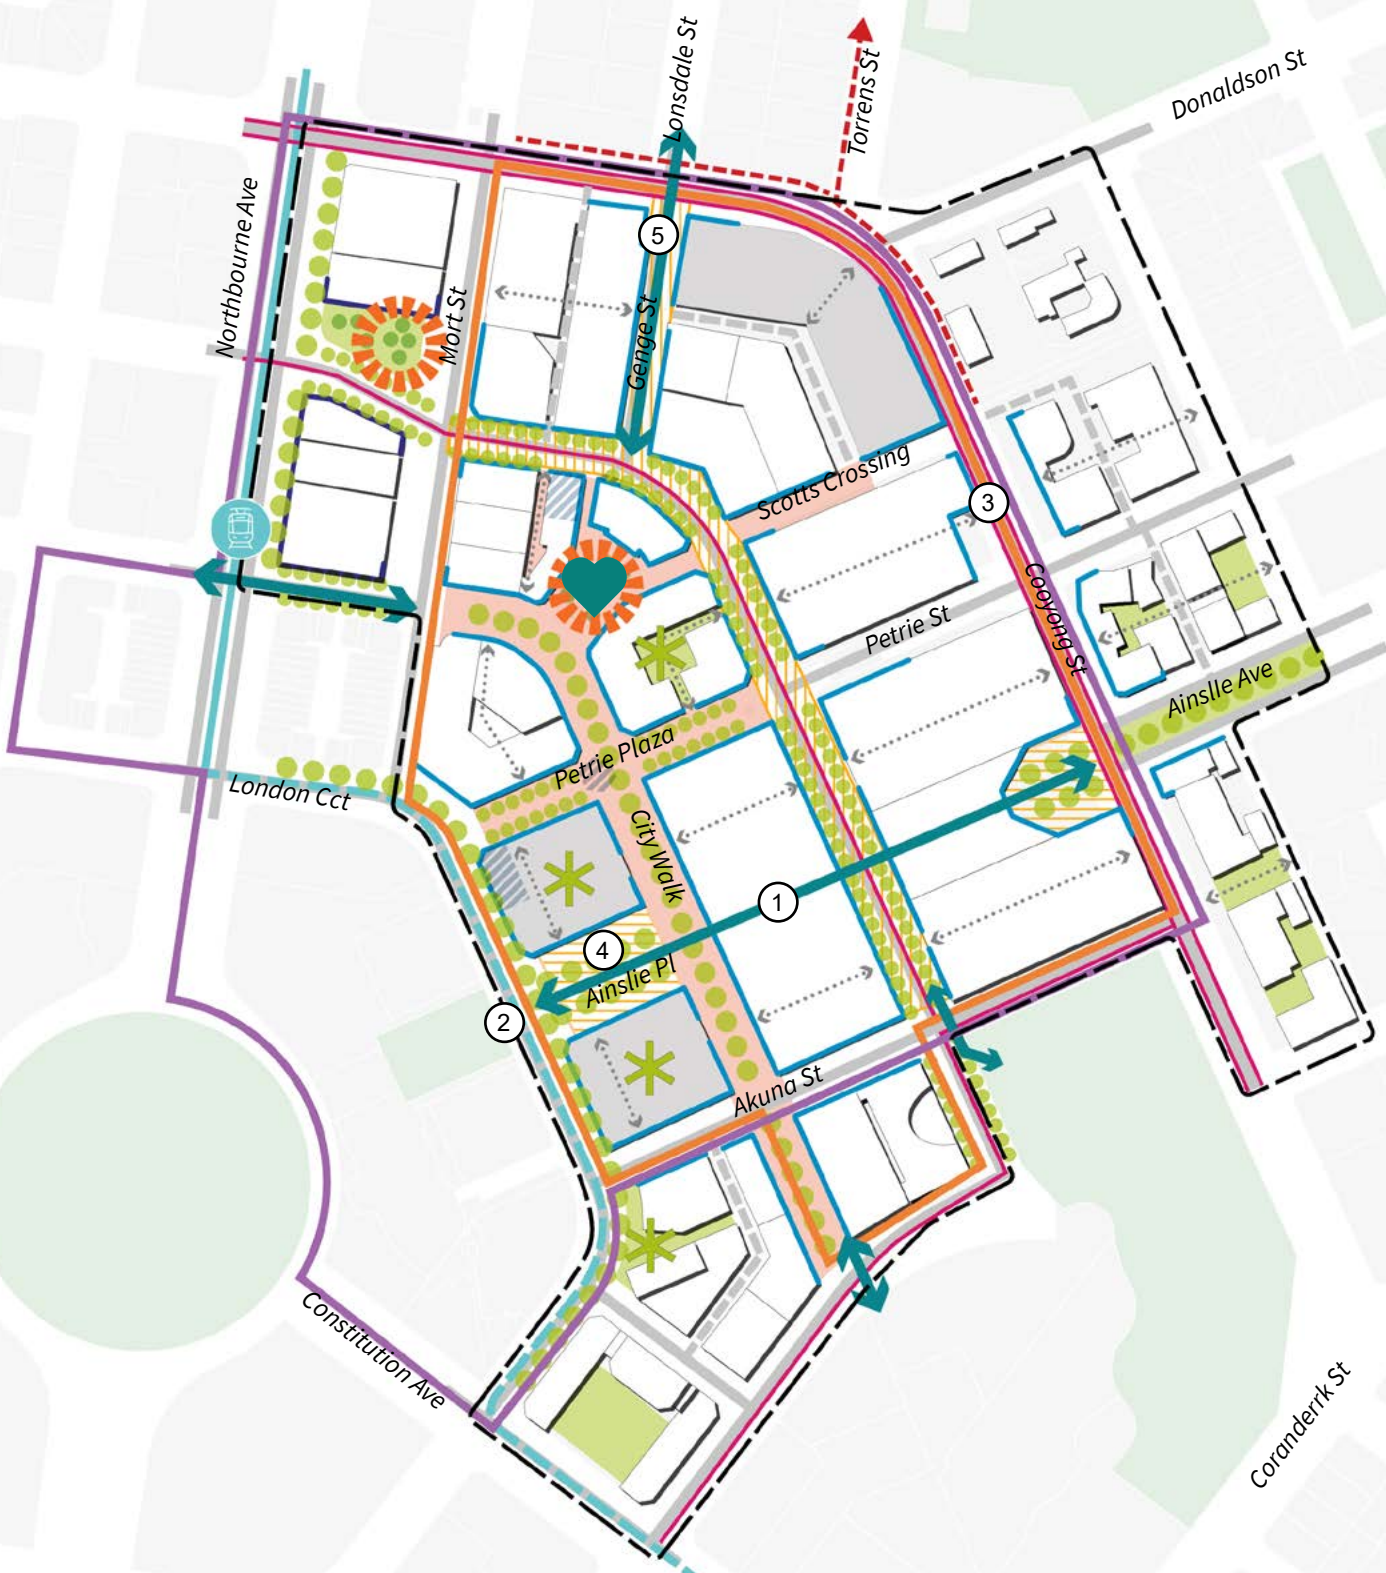 Lonsdale St
Torrens St
Donaldson St
Northbourne Ave
5
Mort St
Genge St
Scotts Crossing
3
Cooyong St
Petrie St
Ainslle Ave
Petrie Plaza
London Cct
City Walk
1
4
Ainslie Pl
2
Akuna St
Constitution Ave
Coranderrk St